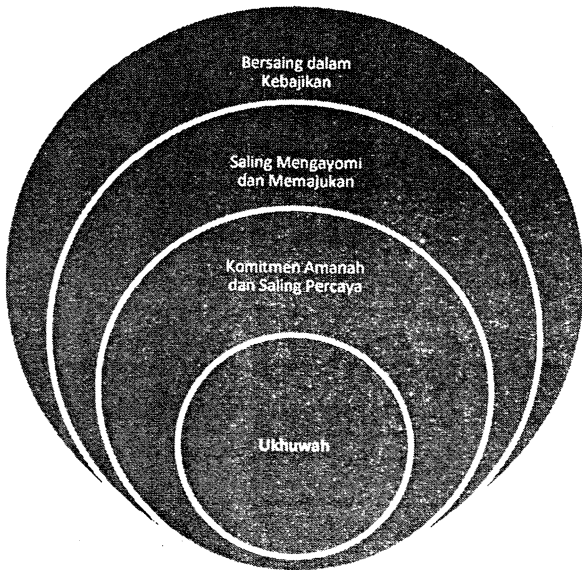 Bersaing dalam
Kebajikan
Saling Mengayomi
dan Memajukan
Komitmen Amanah
dan Saling Percaya
Ukhuwah